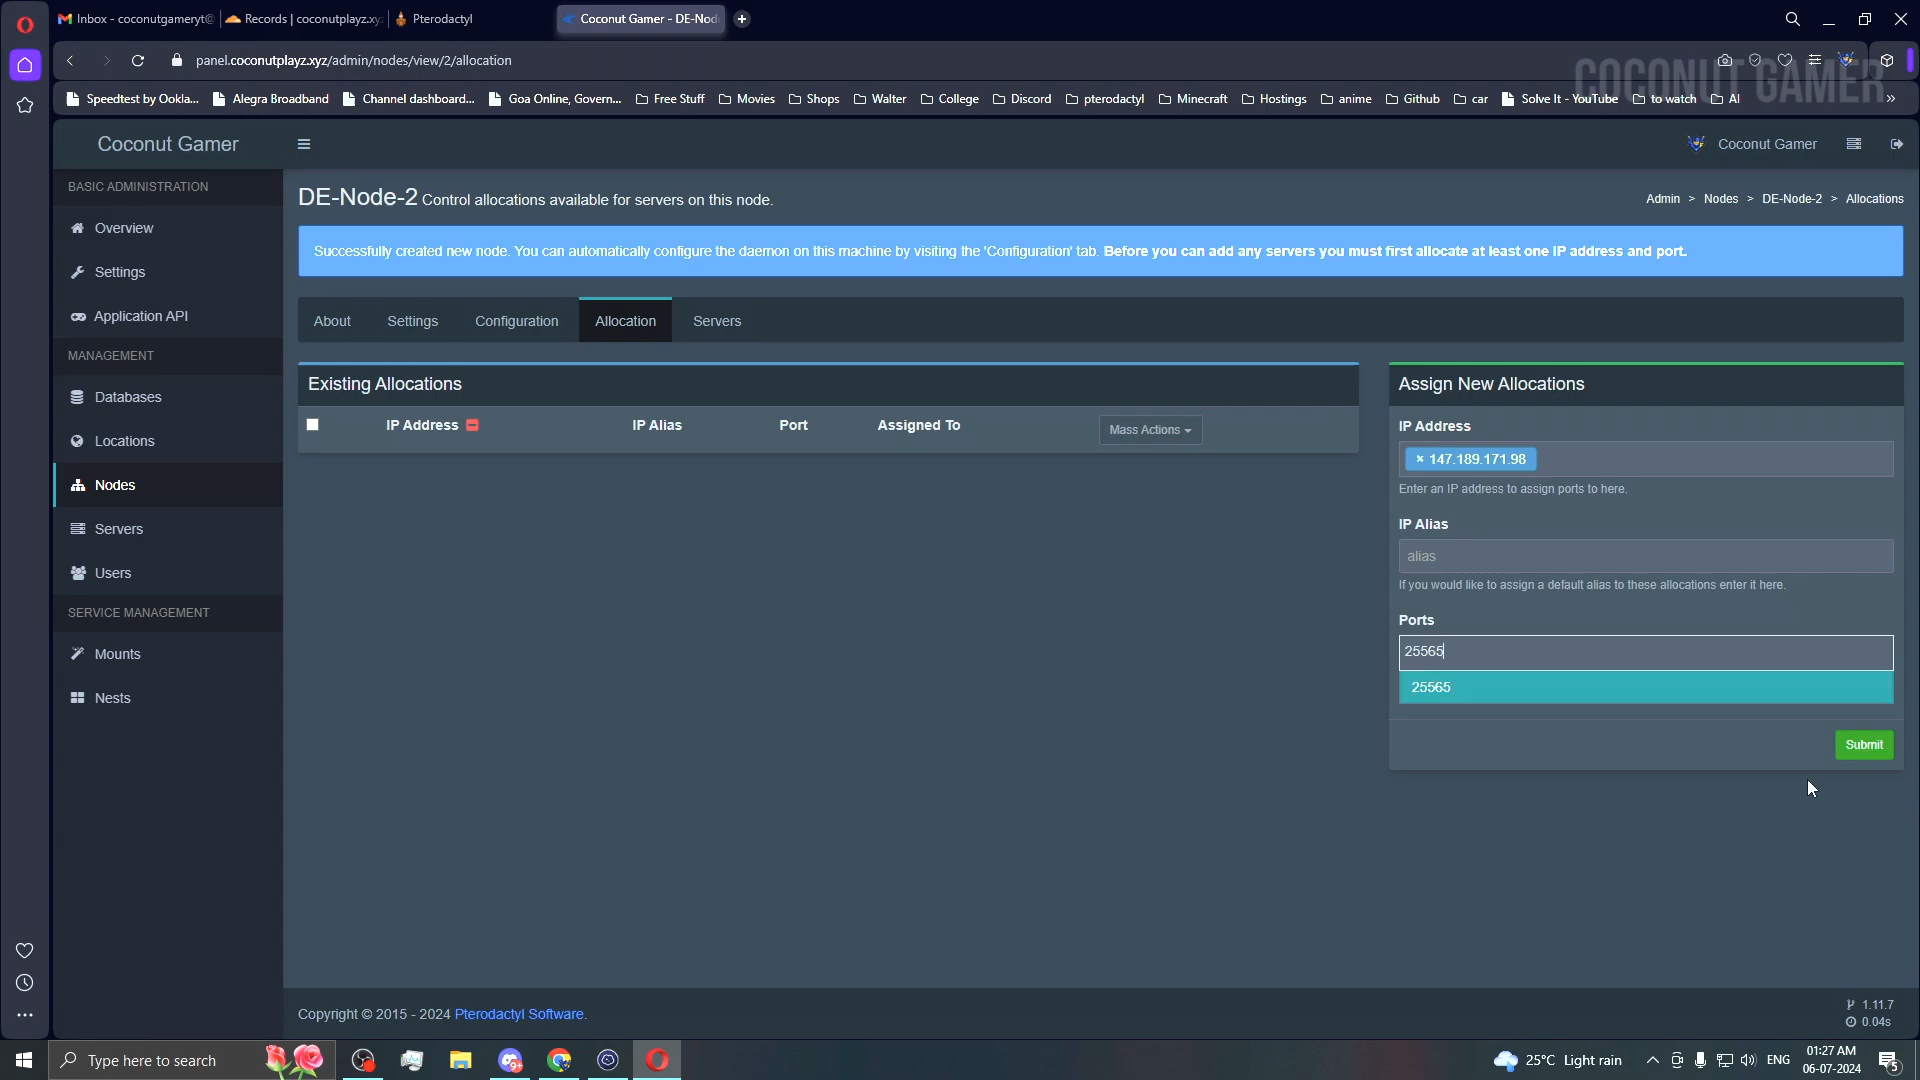 Inbox - coconutgameryt@
Records | coconutplayz.xy
Pterodactyl
Coconut Gamer - DE-Nod
panel.coconutplayz.xyz/admin/nodes/view/2/allocation
COCONUT GAMER
Speedtest by Ookla...
Alegra Broadband
Channel dashboard...
Goa Online, Govern...
Free Stuff
Movies
Shops
Walter
College
Discord
pterodactyl
Minecraft
Hostings
anime
Github
car
Solve It - YouTube
to watch
AI
»
Coconut Gamer
Coconut Gamer
BASIC ADMINISTRATION
Overview
Settings
Application API
MANAGEMENT
Databases
Locations
Nodes
Servers
Users
SERVICE MANAGEMENT
Mounts
Nests
DE-Node-2 Control allocations available for servers on this node.
Admin > Nodes > DE-Node-2 > Allocations
Successfully created new node. You can automatically configure the daemon on this machine by visiting the 'Configuration' tab. Before you can add any servers you must first allocate at least one IP address and port.
About
Settings
Configuration
Allocation
Servers
Existing Allocations
IP Address
IP Alias
Port
Assigned To
Mass Actions
Assign New Allocations
IP Address
× 147.189.171.98
Enter an IP address to assign ports to here.
IP Alias
alias
If you would like to assign a default alias to these allocations enter it here.
Ports
25565
25565
Submit
Copyright © 2015 - 2024 Pterodactyl Software.
1.11.7
0.04s
Type here to search
9+
25°C Light rain
ENG
01:27 AM
06-07-2024
5